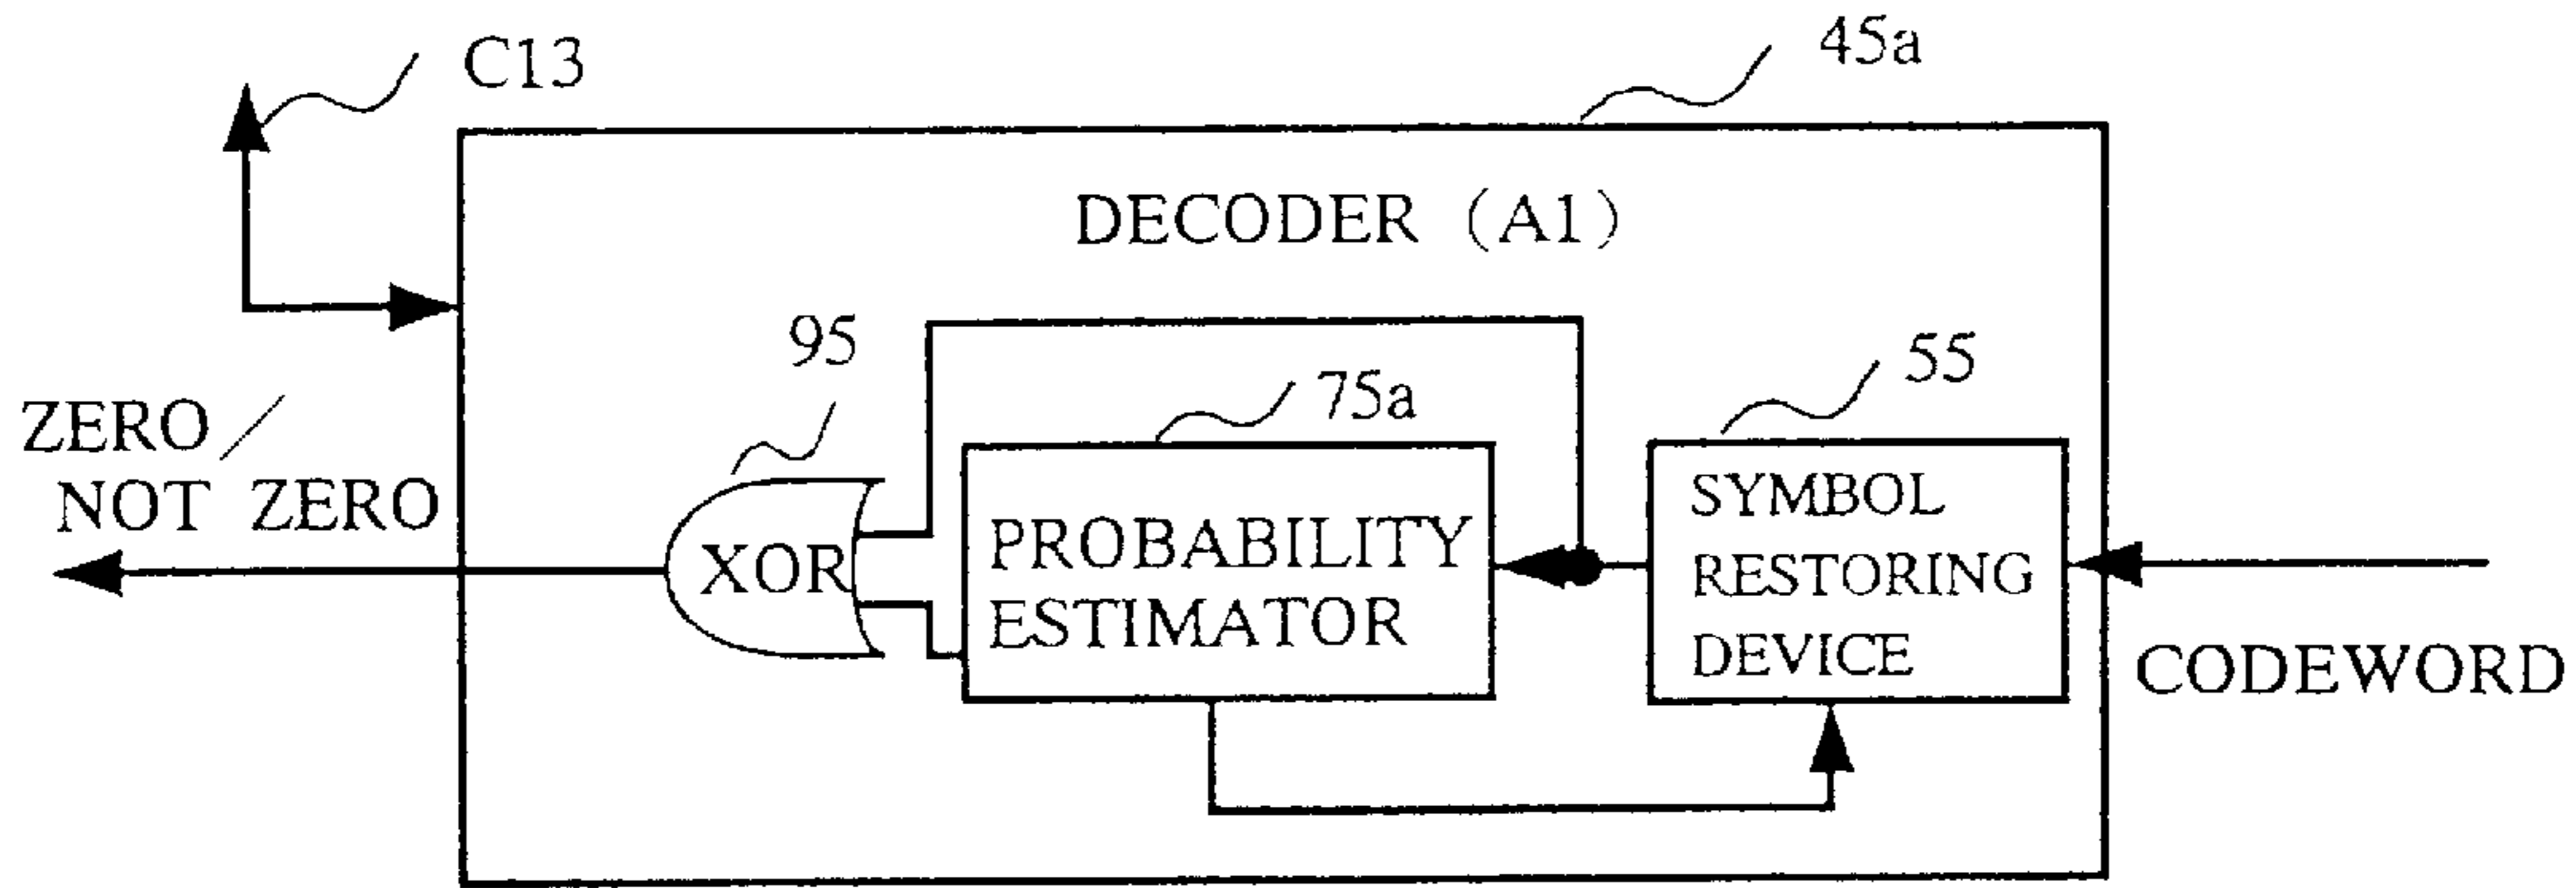 C13
45a
DECODER (A1)
95
75a
55
ZERO/
NOT ZERO
XOR
PROBABILITY
ESTIMATOR
SYMBOL
RESTORING
DEVICE
CODEWORD